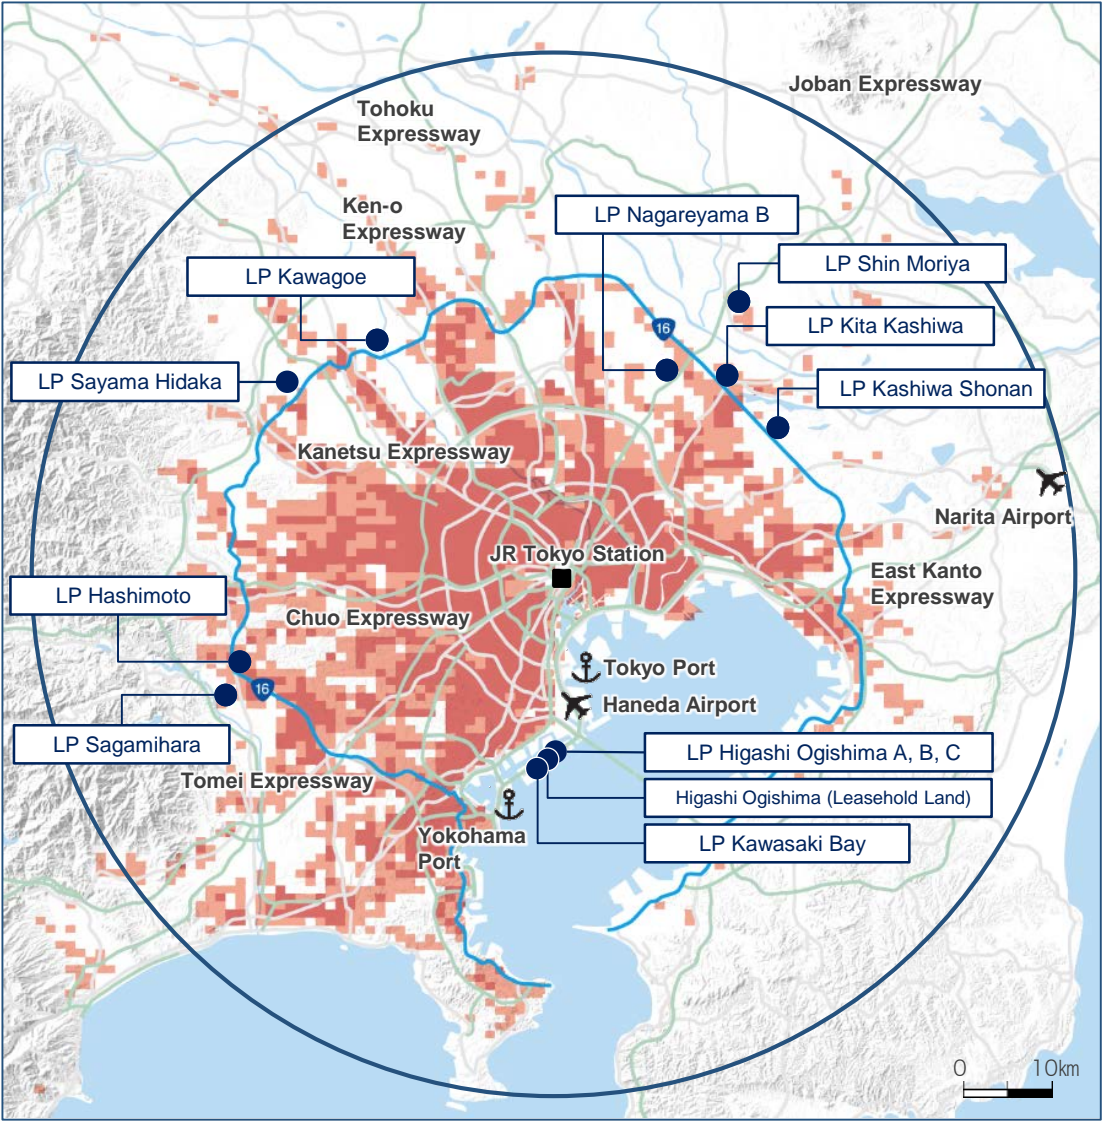 Joban Expressway
Tohoku
Expressway
Ken-o
Expressway
LP Nagareyama B
LP Kawagoe
LP Shin Moriya
16
LP Kita Kashiwa
LP Sayama Hidaka
LP Kashiwa Shonan
Kanetsu Expressway
Narita Airport
JR Tokyo Station
East Kanto
Expressway
LP Hashimoto
Chuo Expressway
Tokyo Port
16
Haneda Airport
LP Sagamihara
LP Higashi Ogishima A, B, C
Tomei Expressway
Higashi Ogishima (Leasehold Land)
Yokohama
Port
LP Kawasaki Bay
0 10km